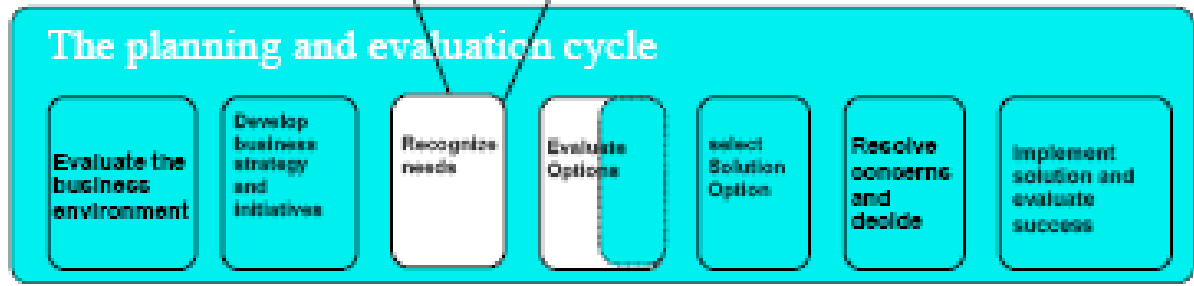 The planning and evaluation cycle
Evaluate the
business
environment
Develop
business
strategy
and
initiatives
Recognize
needs
Evaluate
Options
select
Solution
Option
Resolve
concerns
and
decide
Implement
solution and
evaluate
success